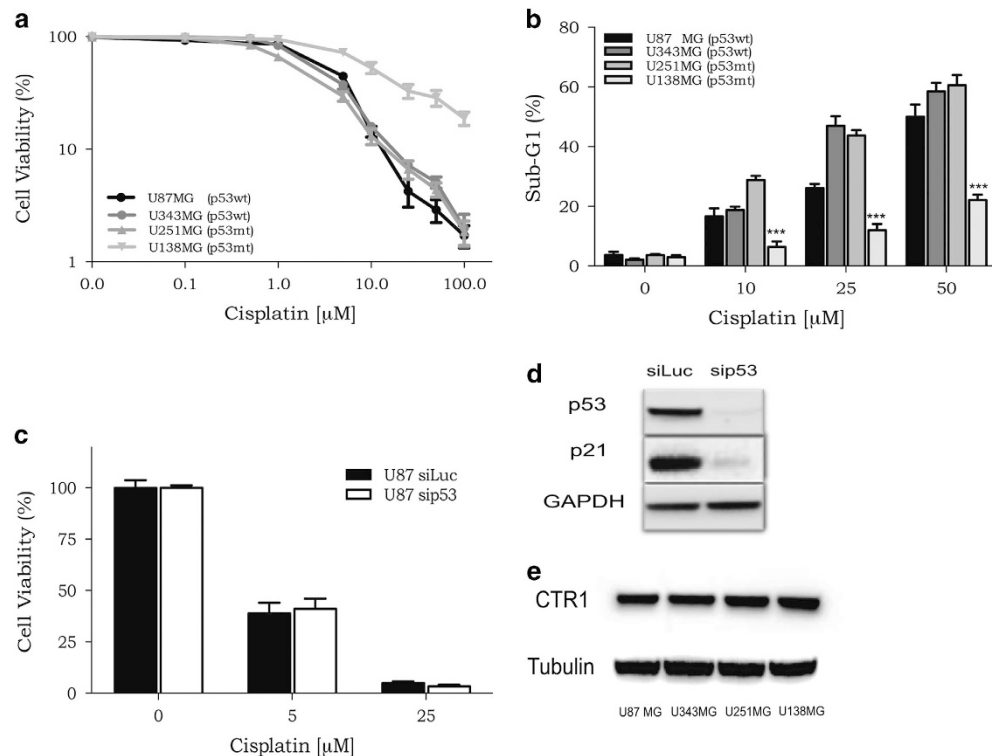 a
Cell Viability (%)
100
10
1
0.0 0.1 1.0 10.0 100.0
Cisplatin [µM]
U87MG (p53wt)
U343MG (p53wt)
U251MG (p53mt)
U138MG (p53mt)
b
Sub-G1 (%)
80
60
40
20
0
U87 MG (p53wt)
U343MG (p53wt)
U251MG (p53mt)
U138MG (p53mt)
***
***
***
0 10 25 50
Cisplatin [µM]
c
Cell Viability (%)
100
75
50
25
0
U87 siLuc
U87 sip53
0 5 25
Cisplatin [µM]
d
siLuc sip53
p53
p21
GAPDH
e
CTR1
Tubulin
U87 MG U343MG U251MG U138MG